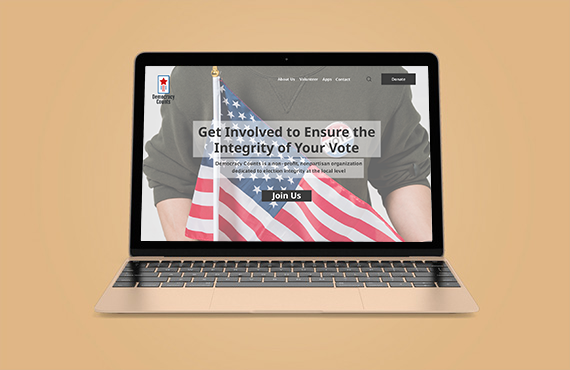 Democracy
Counts
About Us Volunteer Apps Contact
Donate
Get Involved to Ensure the
Integrity of Your Vote
Democracy Counts is a non-profit, nonpartisan organization
dedicated to election integrity at the local level
Join Us